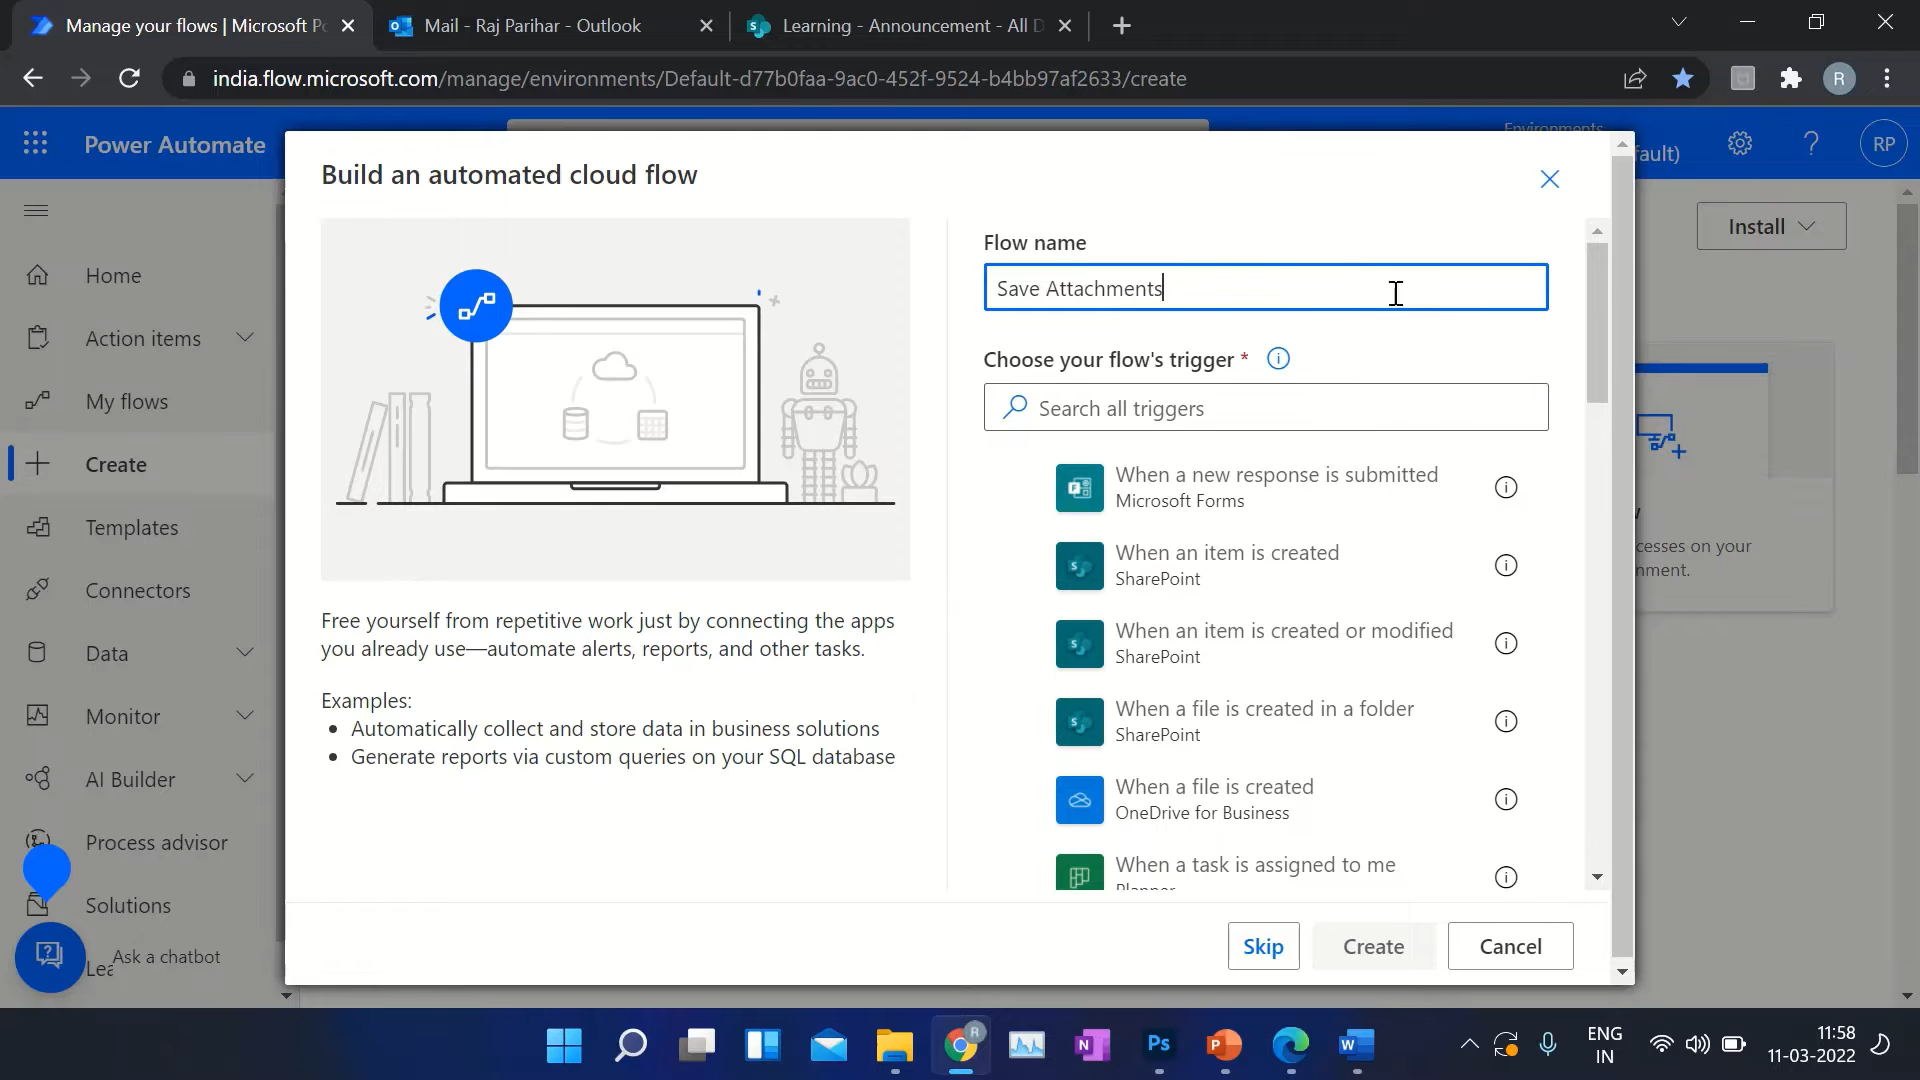 Manage your flows | Microsoft Po
Mail - Raj Parihar - Outlook
Learning - Announcement - All D
india.flow.microsoft.com/manage/environments/Default-d77b0faa-9ac0-452f-9524-b4bb97af2633/create
R
Power Automate
Environments
fault)
RP
Install
Home
Action items
My flows
Create
Templates
Connectors
Data
Monitor
AI Builder
Process advisor
Solutions
Lea
Ask a chatbot
Build an automated cloud flow
Free yourself from repetitive work just by connecting the apps
you already use—automate alerts, reports, and other tasks.
Examples:
• Automatically collect and store data in business solutions
• Generate reports via custom queries on your SQL database
Flow name
Save Attachments
Choose your flow's trigger *
Search all triggers
When a new response is submitted
Microsoft Forms
When an item is created
SharePoint
When an item is created or modified
SharePoint
When a file is created in a folder
SharePoint
When a file is created
OneDrive for Business
When a task is assigned to me
Planner
Skip
Create
Cancel
cesses on your
nment.
R
N
Ps
P
W
ENG
IN
11:58
11-03-2022